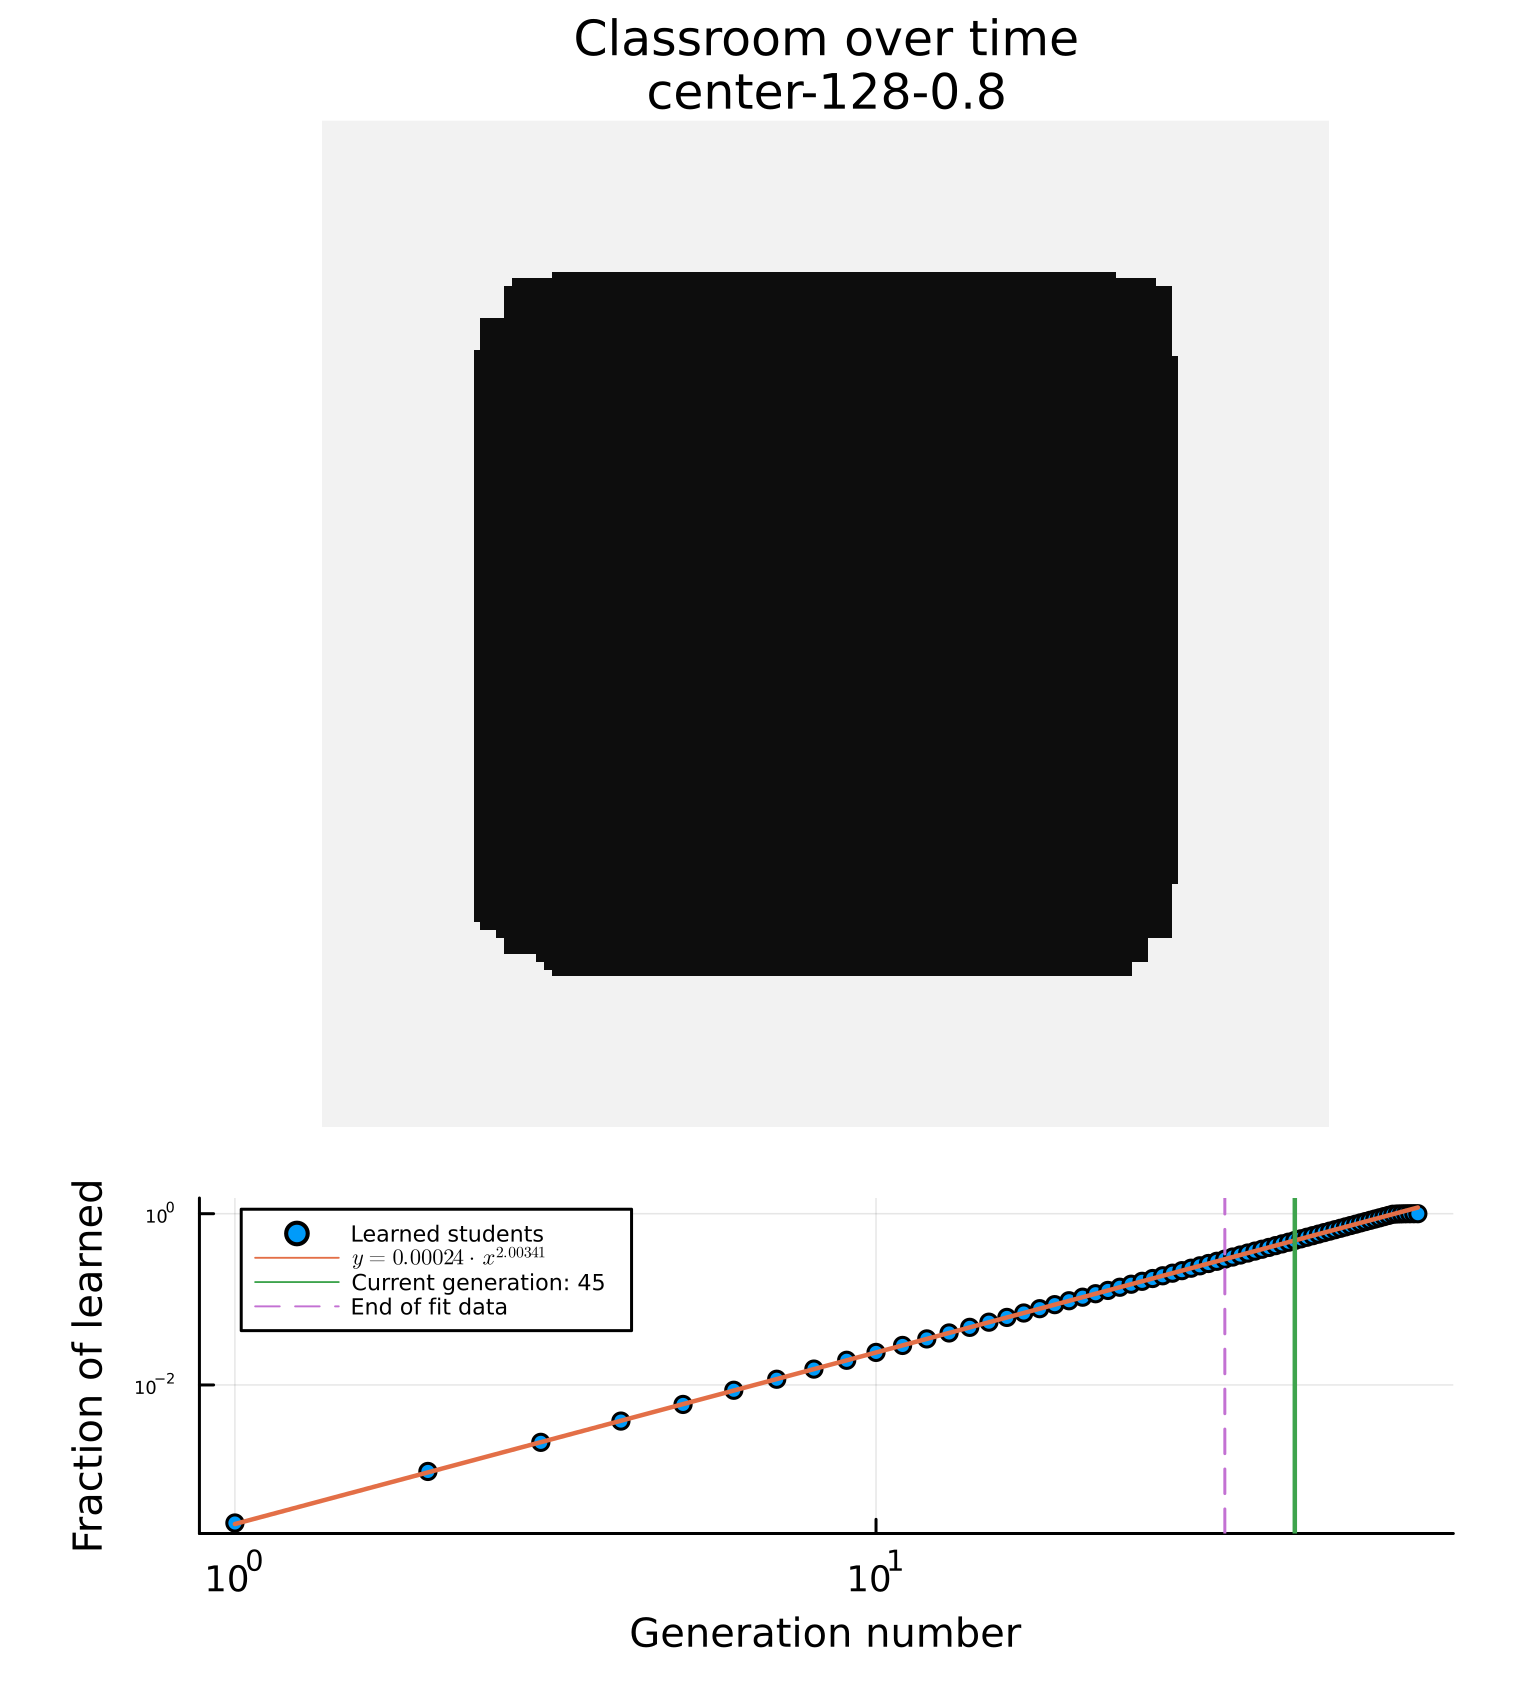 Classroom over time
center-128-0.8
Fraction of learned
10⁰
10⁻²
Learned students
y = 0.00024 · x^2.00341
Current generation: 45
End of fit data
10⁰
10¹
Generation number